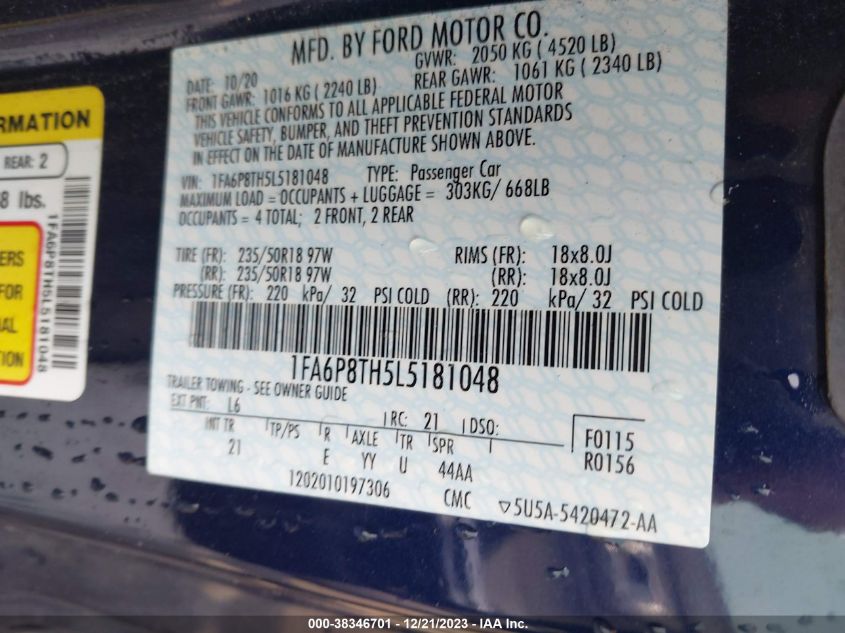 MFD. BY FORD MOTOR CO.
DATE: 10/20 GVWR: 2050 KG ( 4520 LB)
FRONT GAWR: 1016 KG ( 2240 LB) REAR GAWR: 1061 KG ( 2340 LB)
THIS VEHICLE CONFORMS TO ALL APPLICABLE FEDERAL MOTOR
VEHICLE SAFETY, BUMPER, AND THEFT PREVENTION STANDARDS
IN EFFECT ON THE DATE OF MANUFACTURE SHOWN ABOVE.
VIN: 1FA6P8TH5L5181048 TYPE: Passenger Car
MAXIMUM LOAD = OCCUPANTS + LUGGAGE = 303KG/ 668LB
OCCUPANTS = 4 TOTAL; 2 FRONT, 2 REAR
TIRE (FR): 235/50R18 97W RIMS (FR): 18x8.0J
(RR): 235/50R18 97W (RR): 18x8.0J
PRESSURE (FR): 220 kPa/ 32 PSI COLD (RR): 220 kPa/ 32 PSI COLD
1FA6P8TH5L5181048
TRAILER TOWING - SEE OWNER GUIDE
EXT PNT: L6 RC: 21 DSO:
INT TR TP/PS R AXLE TR SPR
21 E YY U 44AA
F0115
R0156
1202010197306 CMC 5U5A-5420472-AA
RMATION
REAR: 2
8 lbs.
ERS
FOR
AL
TION
1FA6P8TH5L5181048
000-38346701 - 12/21/2023 - IAA Inc.